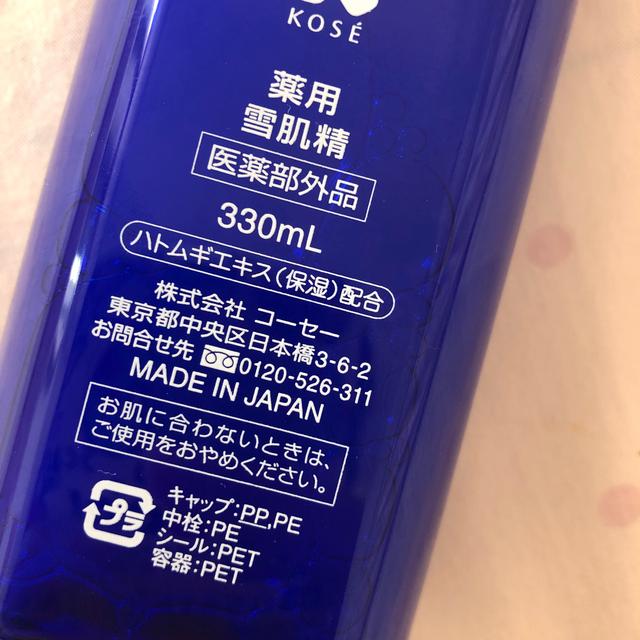 KOSÉ
薬用
雪肌精
医薬部外品
330mL
ハトムギエキス(保湿)配合
株式会社 コーセー
東京都中央区日本橋3-6-2
お問合せ先 0120-526-311
MADE IN JAPAN
お肌に合わないときは、
ご使用をおやめください。
プラ
キャップ:PP,PE
中栓:PE
シール:PET
容器:PET